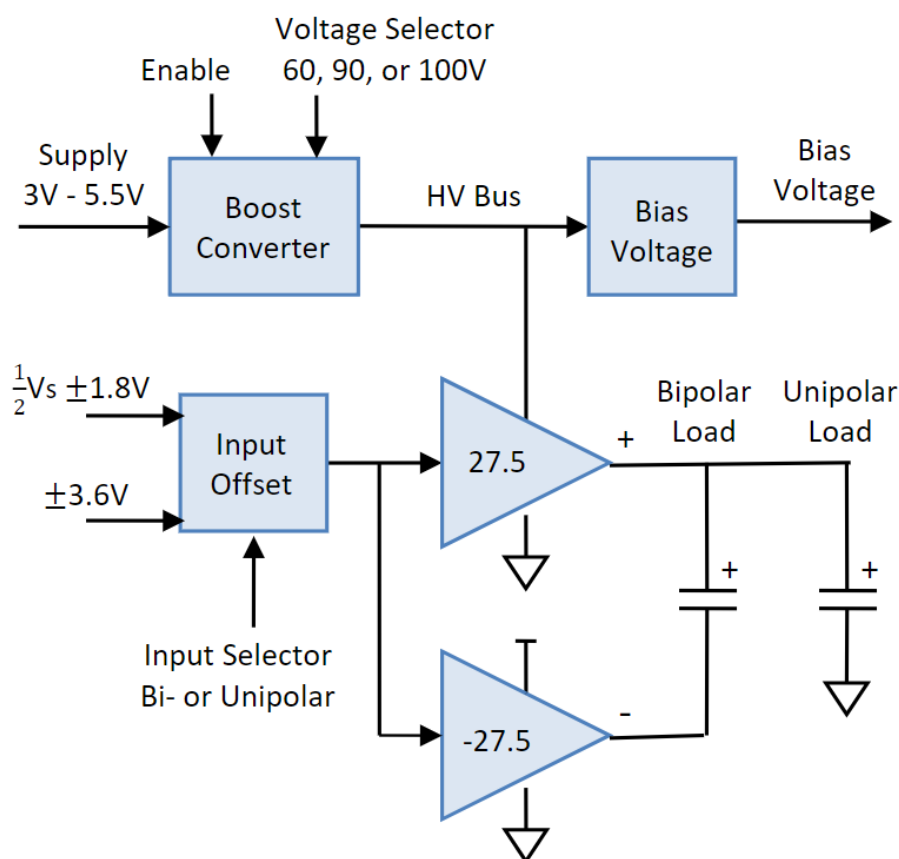 Voltage Selector
60, 90, or 100V
Enable
Supply
3V - 5.5V
Boost
Converter
HV Bus
Bias
Voltage
Bias
Voltage
½Vs ±1.8V
±3.6V
Input
Offset
Input Selector
Bi- or Unipolar
27.5
+
-27.5
-
Bipolar
Load
+
Unipolar
Load
+